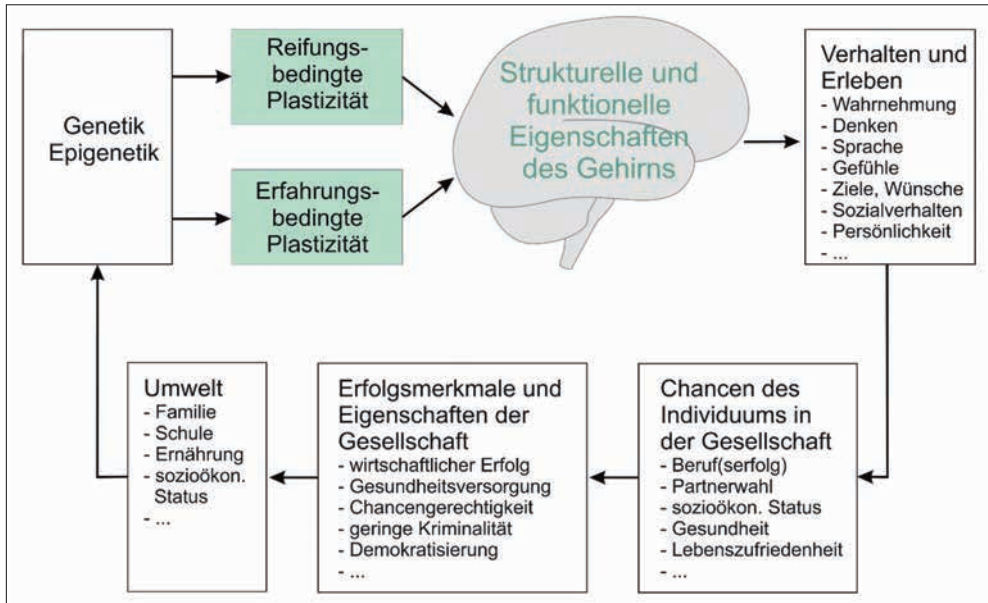 Genetik
Epigenetik
Reifungs-
bedingte
Plastizität
Erfahrungs-
bedingte
Plastizität
Strukturelle und
funktionelle
Eigenschaften
des Gehirns
Verhalten und
Erleben
- Wahrnehmung
- Denken
- Sprache
- Gefühle
- Ziele, Wünsche
- Sozialverhalten
- Persönlichkeit
- ...
Umwelt
- Familie
- Schule
- Ernährung
- sozioökon.
Status
- ...
Erfolgsmerkmale und
Eigenschaften der
Gesellschaft
- wirtschaftlicher Erfolg
- Gesundheitsversorgung
- Chancengerechtigkeit
- geringe Kriminalität
- Demokratisierung
- ...
Chancen des
Individuums in
der Gesellschaft
- Beruf(serfolg)
- Partnerwahl
- sozioökon. Status
- Gesundheit
- Lebenszufriedenheit
- ...